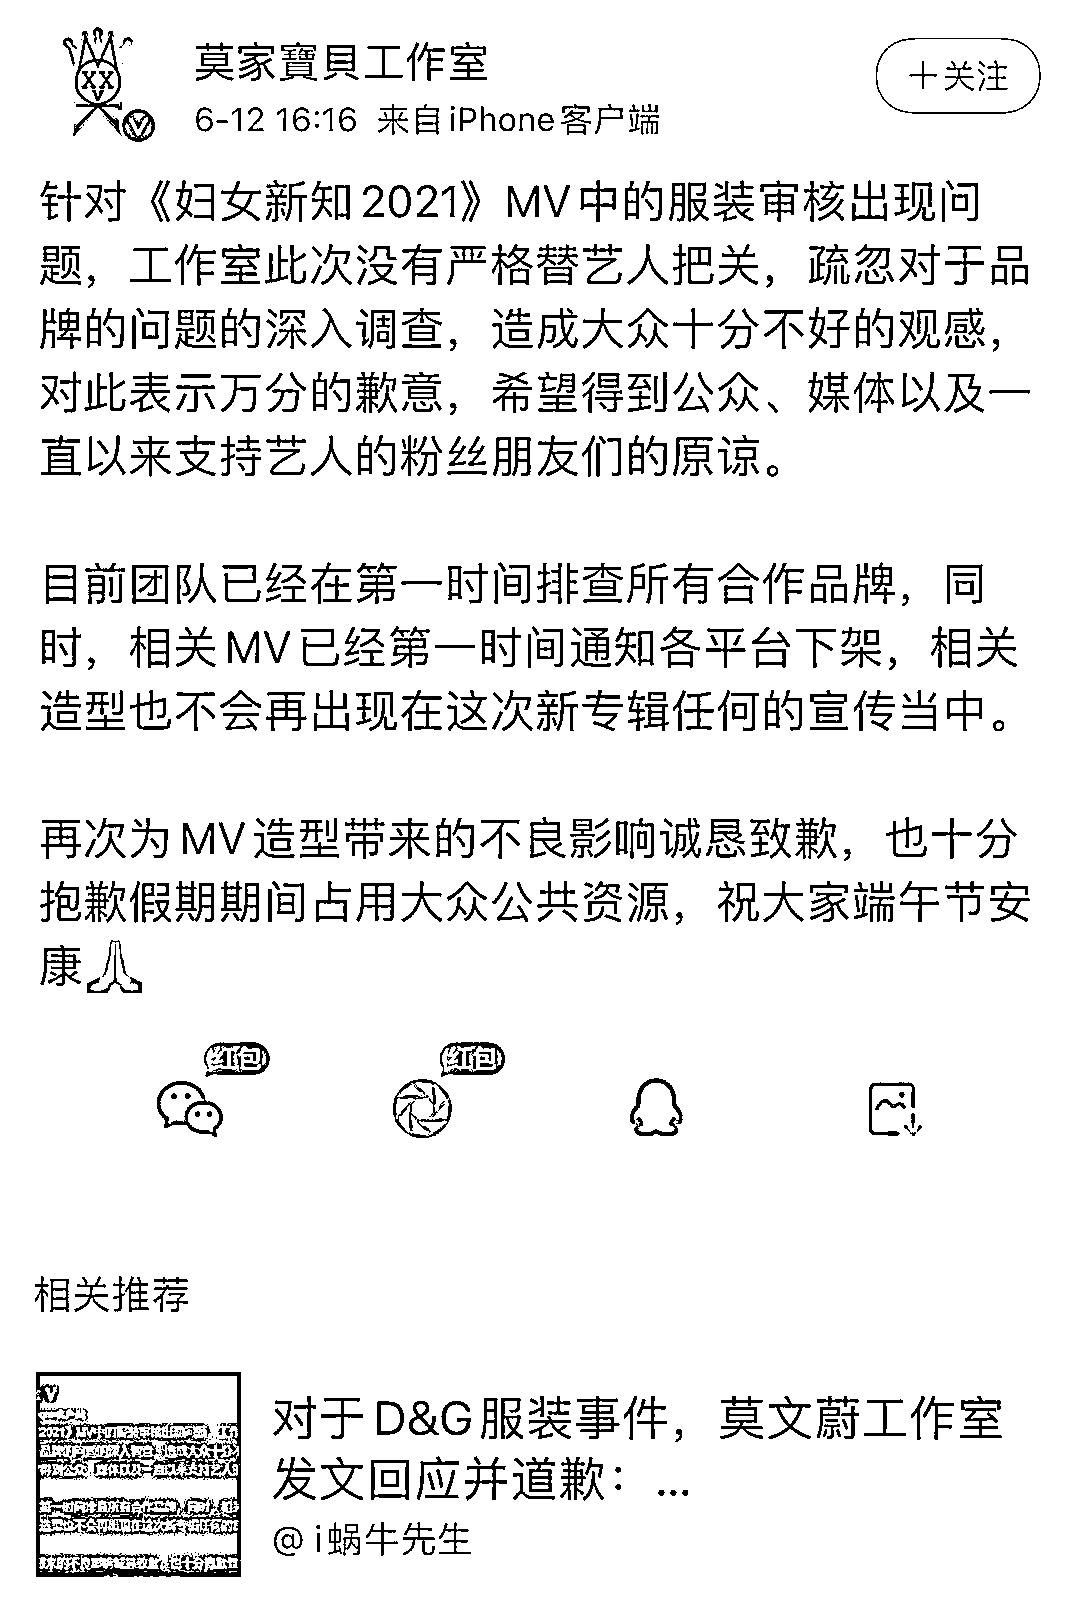 莫家寶貝工作室
6-12 16:16 来自iPhone客户端
+关注
针对《妇女新知2021》MV中的服装审核出现问
题，工作室此次没有严格替艺人把关，疏忽对于品
牌的问题的深入调查，造成大众十分不好的观感，
对此表示万分的歉意，希望得到公众、媒体以及一
直以来支持艺人的粉丝朋友们的原谅。
目前团队已经在第一时间排查所有合作品牌，同
时，相关MV已经第一时间通知各平台下架，相关
造型也不会再出现在这次新专辑任何的宣传当中。
再次为MV造型带来的不良影响诚恳致歉，也十分
抱歉假期期间占用大众公共资源，祝大家端午节安
康🙏
红包
红包
相关推荐
对于D&G服装事件，莫文蔚工作室
发文回应并道歉：...
@ i蜗牛先生